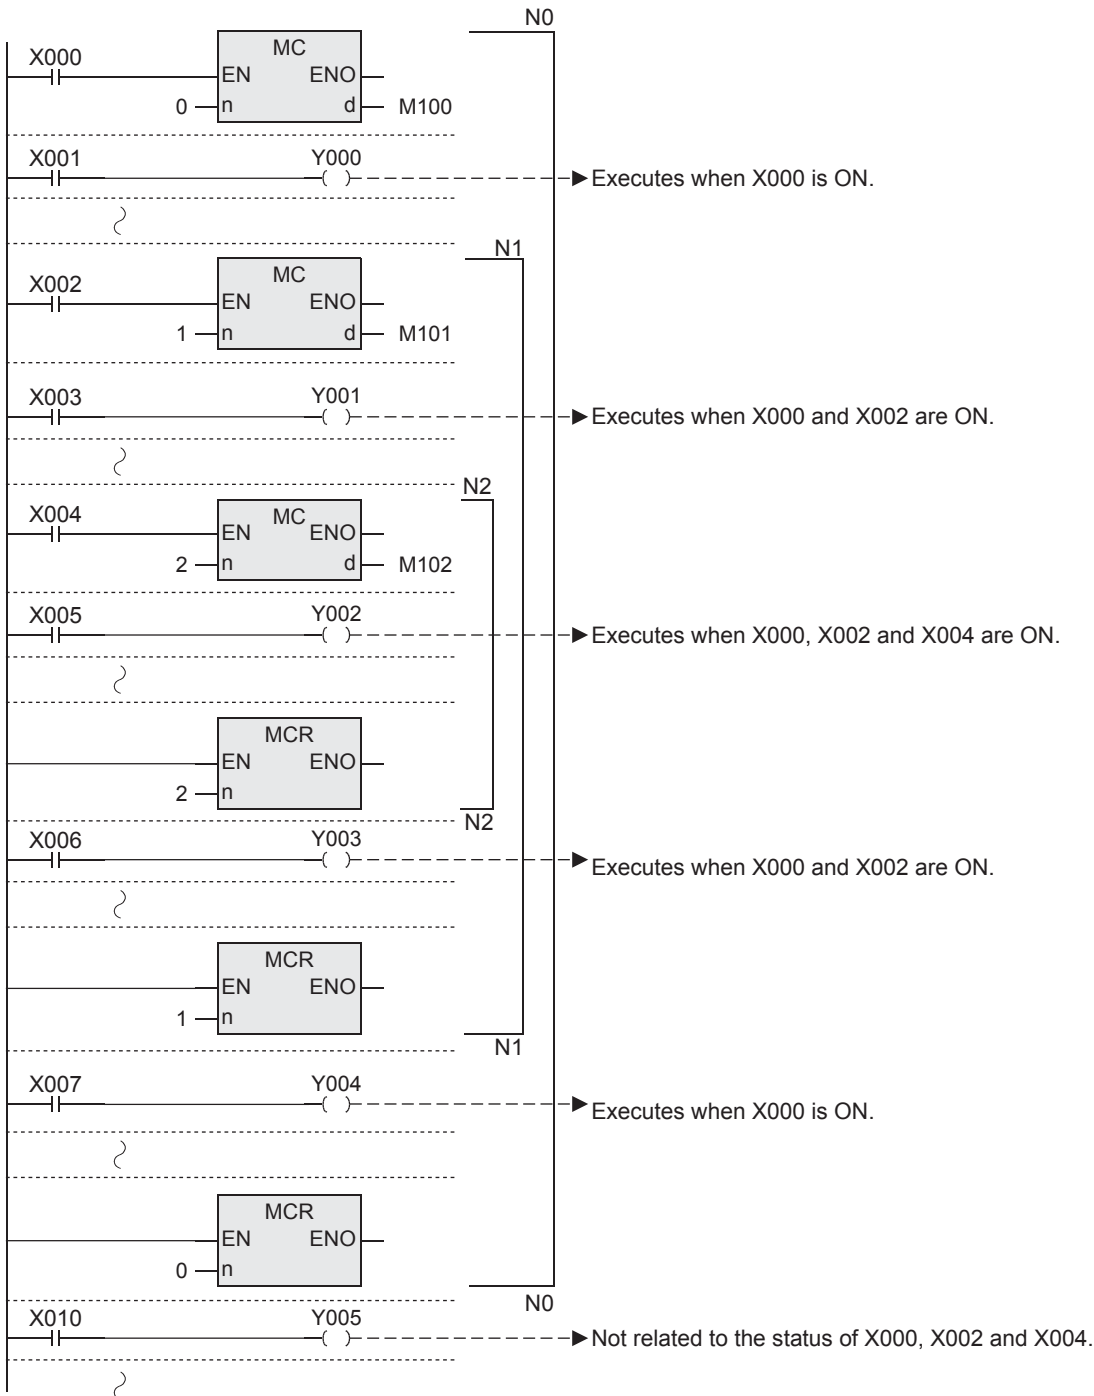 N0
X000
MC
EN ENO
0 n d M100
X001 Y000
Executes when X000 is ON.
N1
X002
MC
EN ENO
1 n d M101
X003 Y001
Executes when X000 and X002 are ON.
N2
X004
MC
EN ENO
2 n d M102
X005 Y002
Executes when X000, X002 and X004 are ON.
MCR
EN ENO
2 n
N2
X006 Y003
Executes when X000 and X002 are ON.
MCR
EN ENO
1 n
N1
X007 Y004
Executes when X000 is ON.
MCR
EN ENO
0 n
N0
X010 Y005
Not related to the status of X000, X002 and X004.